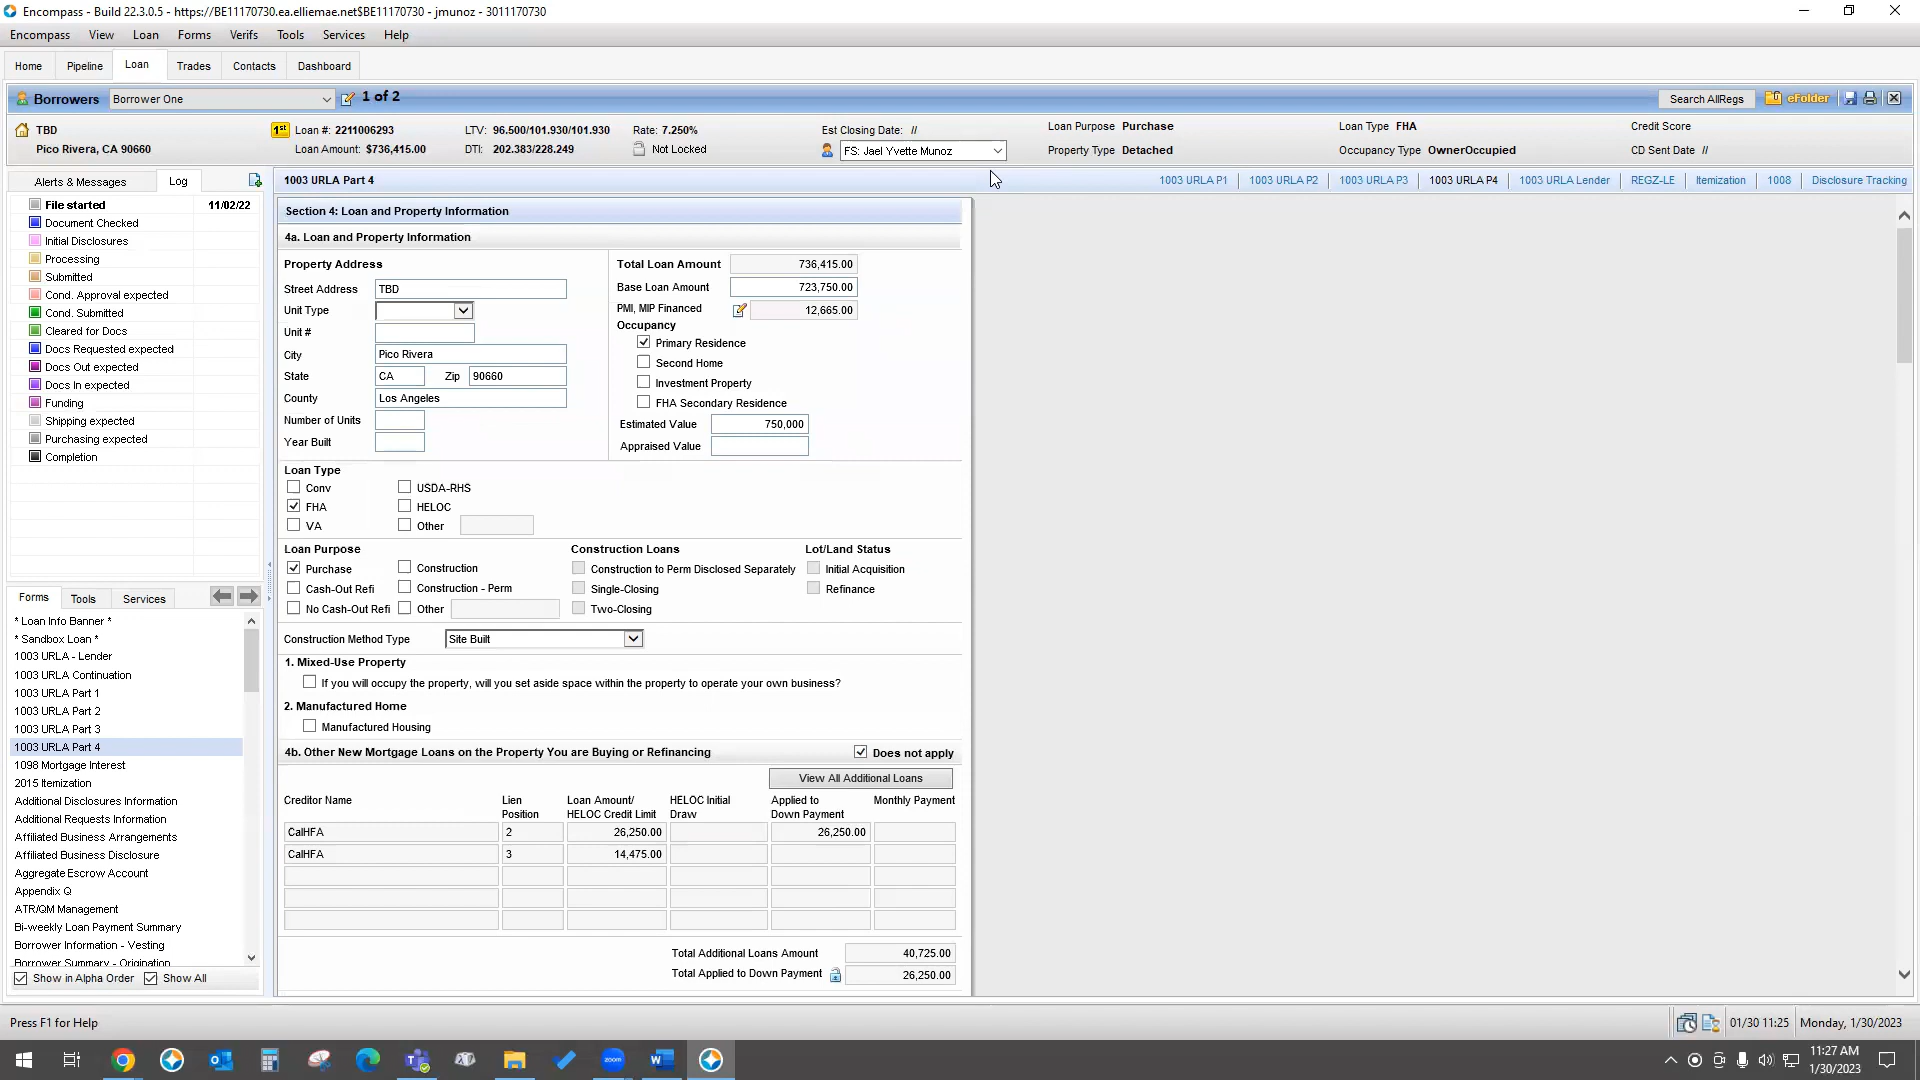 Encompass - Build 22.3.0.5 - https://BE11170730.ea.elliemae.net$BE11170730 - jmunoz - 3011170730
Encompass View Loan Forms Verifs Tools Services Help
Home Pipeline Loan Trades Contacts Dashboard
Borrowers Borrower One 1 of 2 Search AllRegs eFolder
TBD 1st Loan #: 2211006293 LTV: 96.500/101.930/101.930 Rate: 7.250% Est Closing Date: // Loan Purpose Purchase Loan Type FHA Credit Score
Pico Rivera, CA 90660 Loan Amount: $736,415.00 DTI: 202.383/228.249 Not Locked FS: Jael Yvette Munoz Property Type Detached Occupancy Type OwnerOccupied CD Sent Date //
Alerts & Messages Log
File started 11/02/22
Document Checked
Initial Disclosures
Processing
Submitted
Cond. Approval expected
Cond. Submitted
Cleared for Docs
Docs Requested expected
Docs Out expected
Docs In expected
Funding
Shipping expected
Purchasing expected
Completion
Forms Tools Services
* Loan Info Banner *
* Sandbox Loan *
1003 URLA - Lender
1003 URLA Continuation
1003 URLA Part 1
1003 URLA Part 2
1003 URLA Part 3
1003 URLA Part 4
1098 Mortgage Interest
2015 Itemization
Additional Disclosures Information
Additional Requests Information
Affiliated Business Arrangements
Affiliated Business Disclosure
Aggregate Escrow Account
Appendix Q
ATR/QM Management
Bi-weekly Loan Payment Summary
Borrower Information - Vesting
Borrower Summary - Origination
Show in Alpha Order Show All
1003 URLA Part 4 1003 URLA P1 1003 URLA P2 1003 URLA P3 1003 URLA P4 1003 URLA Lender REGZ-LE Itemization 1008 Disclosure Tracking
Section 4: Loan and Property Information
4a. Loan and Property Information
Property Address
Street Address TBD
Unit Type
Unit #
City Pico Rivera
State CA Zip 90660
County Los Angeles
Number of Units
Year Built
Total Loan Amount 736,415.00
Base Loan Amount 723,750.00
PMI, MIP Financed 12,665.00
Occupancy
Primary Residence
Second Home
Investment Property
FHA Secondary Residence
Estimated Value 750,000
Appraised Value
Loan Type
Conv USDA-RHS
FHA HELOC
VA Other
Loan Purpose Construction Loans Lot/Land Status
Purchase Construction Construction to Perm Disclosed Separately Initial Acquisition
Cash-Out Refi Construction - Perm Single-Closing Refinance
No Cash-Out Refi Other Two-Closing
Construction Method Type Site Built
1. Mixed-Use Property
If you will occupy the property, will you set aside space within the property to operate your own business?
2. Manufactured Home
Manufactured Housing
4b. Other New Mortgage Loans on the Property You are Buying or Refinancing Does not apply
View All Additional Loans
Creditor Name Lien Position Loan Amount/ HELOC Credit Limit HELOC Initial Draw Applied to Down Payment Monthly Payment
CalHFA 2 26,250.00 26,250.00
CalHFA 3 14,475.00
Total Additional Loans Amount 40,725.00
Total Applied to Down Payment 26,250.00
Press F1 for Help 01/30 11:25 Monday, 1/30/2023
zoom
11:27 AM
1/30/2023